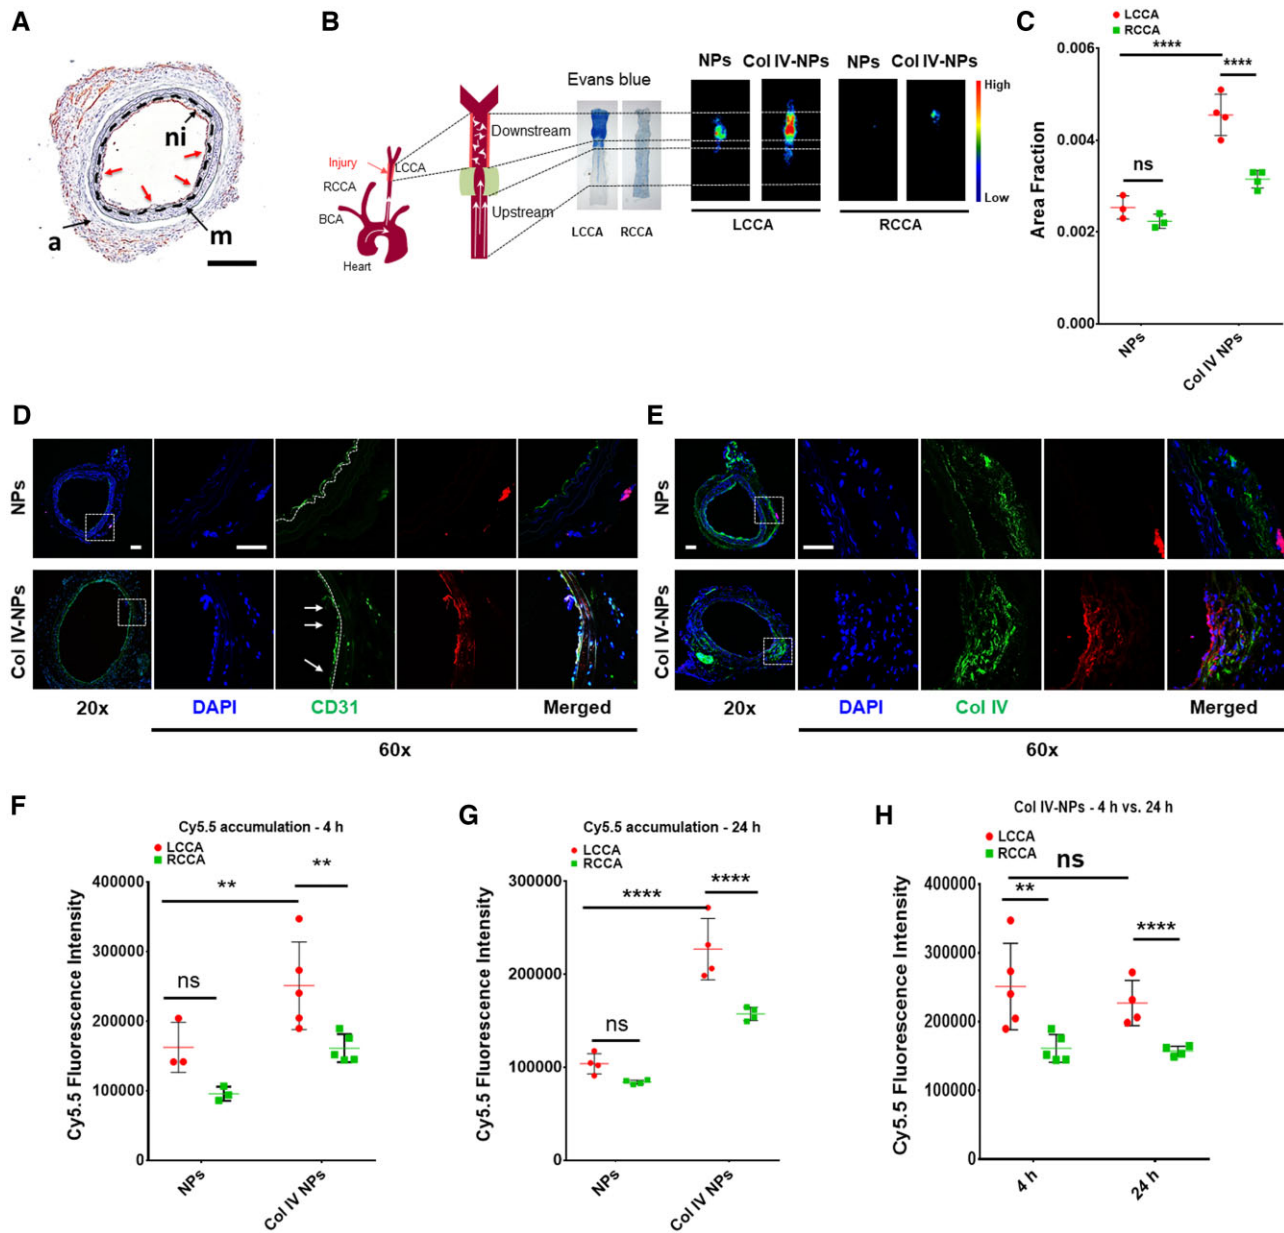 A
ni
a
m
B
Evans blue
NPs Col IV-NPs NPs Col IV-NPs
High
Low
Downstream
Injury
LCCA
RCCA
BCA
Upstream
Heart
LCCA RCCA
LCCA
RCCA
C
LCCA
RCCA
Area Fraction
0.006
0.004
0.002
0.000
****
****
ns
NPs
Col IV NPs
D
NPs
Col IV-NPs
20x
DAPI
CD31
Merged
60x
E
NPs
Col IV-NPs
20x
DAPI
Col IV
Merged
60x
F
Cy5.5 accumulation - 4 h
LCCA
RCCA
Cy5.5 Fluorescence Intensity
400000
300000
200000
100000
0
**
**
ns
NPs
Col IV NPs
G
Cy5.5 accumulation - 24 h
LCCA
RCCA
Cy5.5 Fluorescence Intensity
300000
200000
100000
0
****
****
ns
NPs
Col IV NPs
H
Col IV-NPs - 4 h vs. 24 h
LCCA
RCCA
Cy5.5 Fluorescence Intensity
400000
300000
200000
100000
0
ns
**
****
4 h
24 h